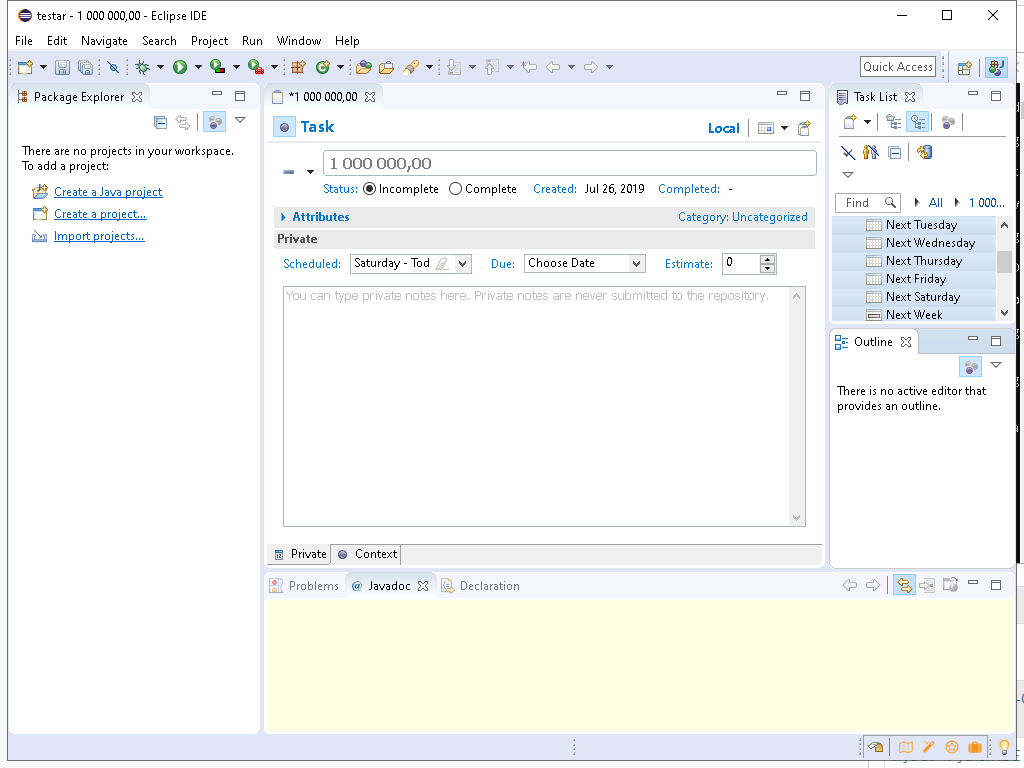 testar - 1 000 000,00 - Eclipse IDE
File Edit Navigate Search Project Run Window Help
Quick Access
Package Explorer
There are no projects in your workspace.
To add a project:
Create a Java project
Create a project...
Import projects...
*1 000 000,00
Task
Local
1 000 000,00
Status: Incomplete Complete Created: Jul 26, 2019 Completed: -
Attributes Category: Uncategorized
Private
Scheduled: Saturday - Tod Due: Choose Date Estimate: 0
You can type private notes here. Private notes are never submitted to the repository.
Private Context
Task List
Find All 1 000...
Next Tuesday
Next Wednesday
Next Thursday
Next Friday
Next Saturday
Next Week
Outline
There is no active editor that
provides an outline.
Problems @ Javadoc Declaration